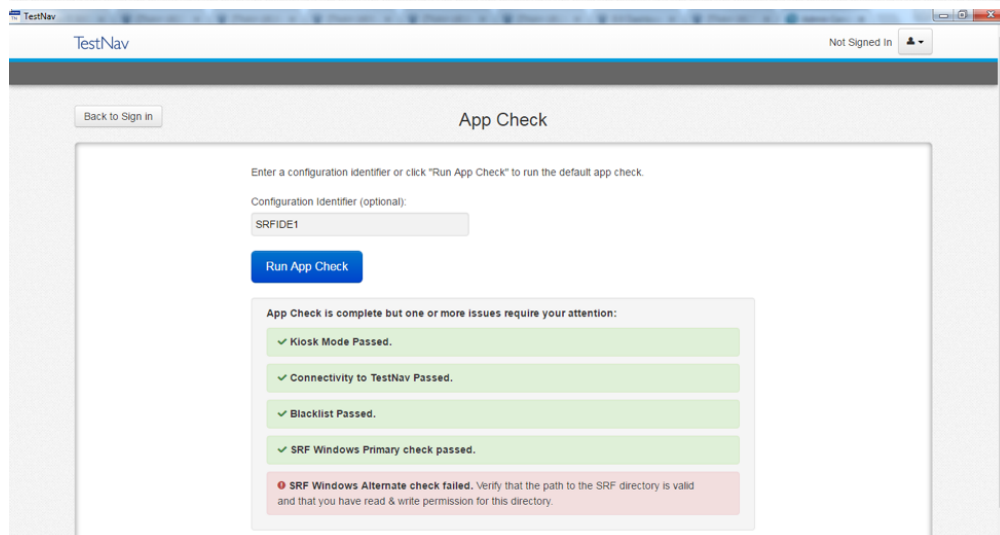 TestNav
TestNav
Not Signed In
Back to Sign in
App Check
Enter a configuration identifier or click "Run App Check" to run the default app check.
Configuration Identifier (optional):
SRFIDE1
Run App Check
App Check is complete but one or more issues require your attention:
Kiosk Mode Passed.
Connectivity to TestNav Passed.
Blacklist Passed.
SRF Windows Primary check passed.
SRF Windows Alternate check failed. Verify that the path to the SRF directory is valid
and that you have read & write permission for this directory.